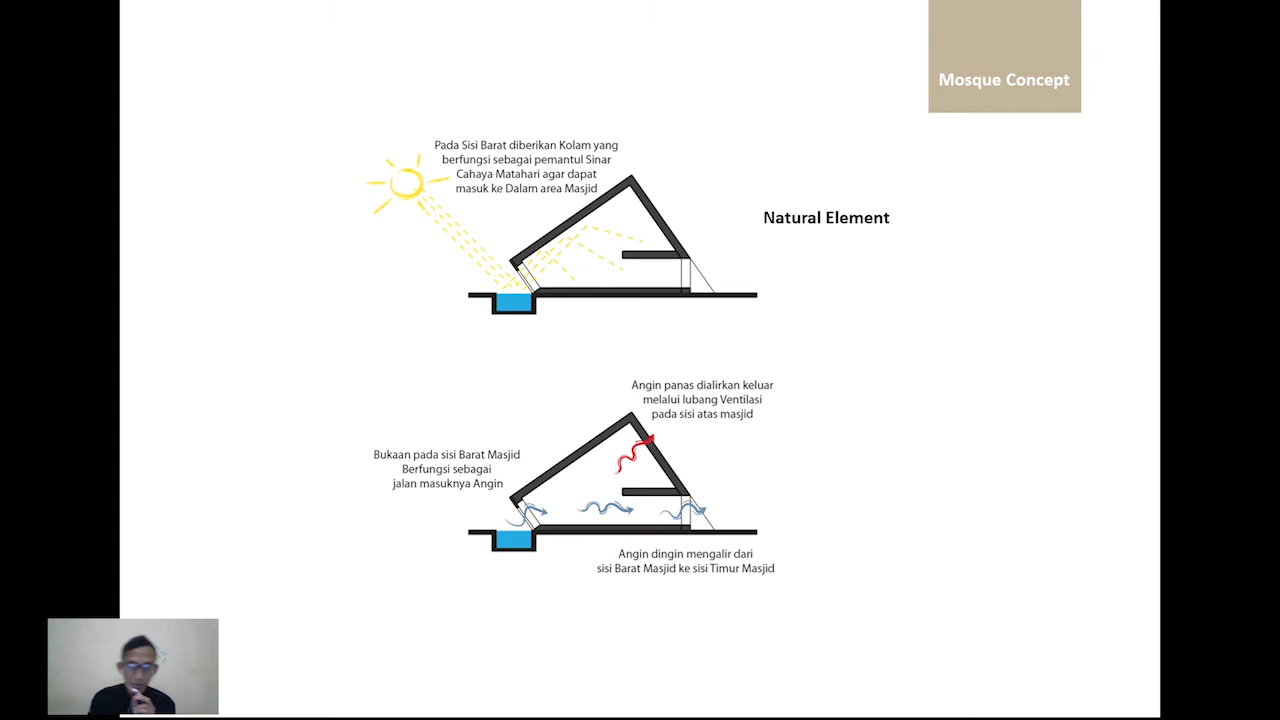 Mosque Concept
Pada Sisi Barat diberikan Kolam yang
berfungsi sebagai pemantul Sinar
Cahaya Matahari agar dapat
masuk ke Dalam area Masjid
Natural Element
Angin panas dialirkan keluar
melalui lubang Ventilasi
pada sisi atas masjid
Bukaan pada sisi Barat Masjid
Berfungsi sebagai
jalan masuknya Angin
Angin dingin mengalir dari
sisi Barat Masjid ke sisi Timur Masjid